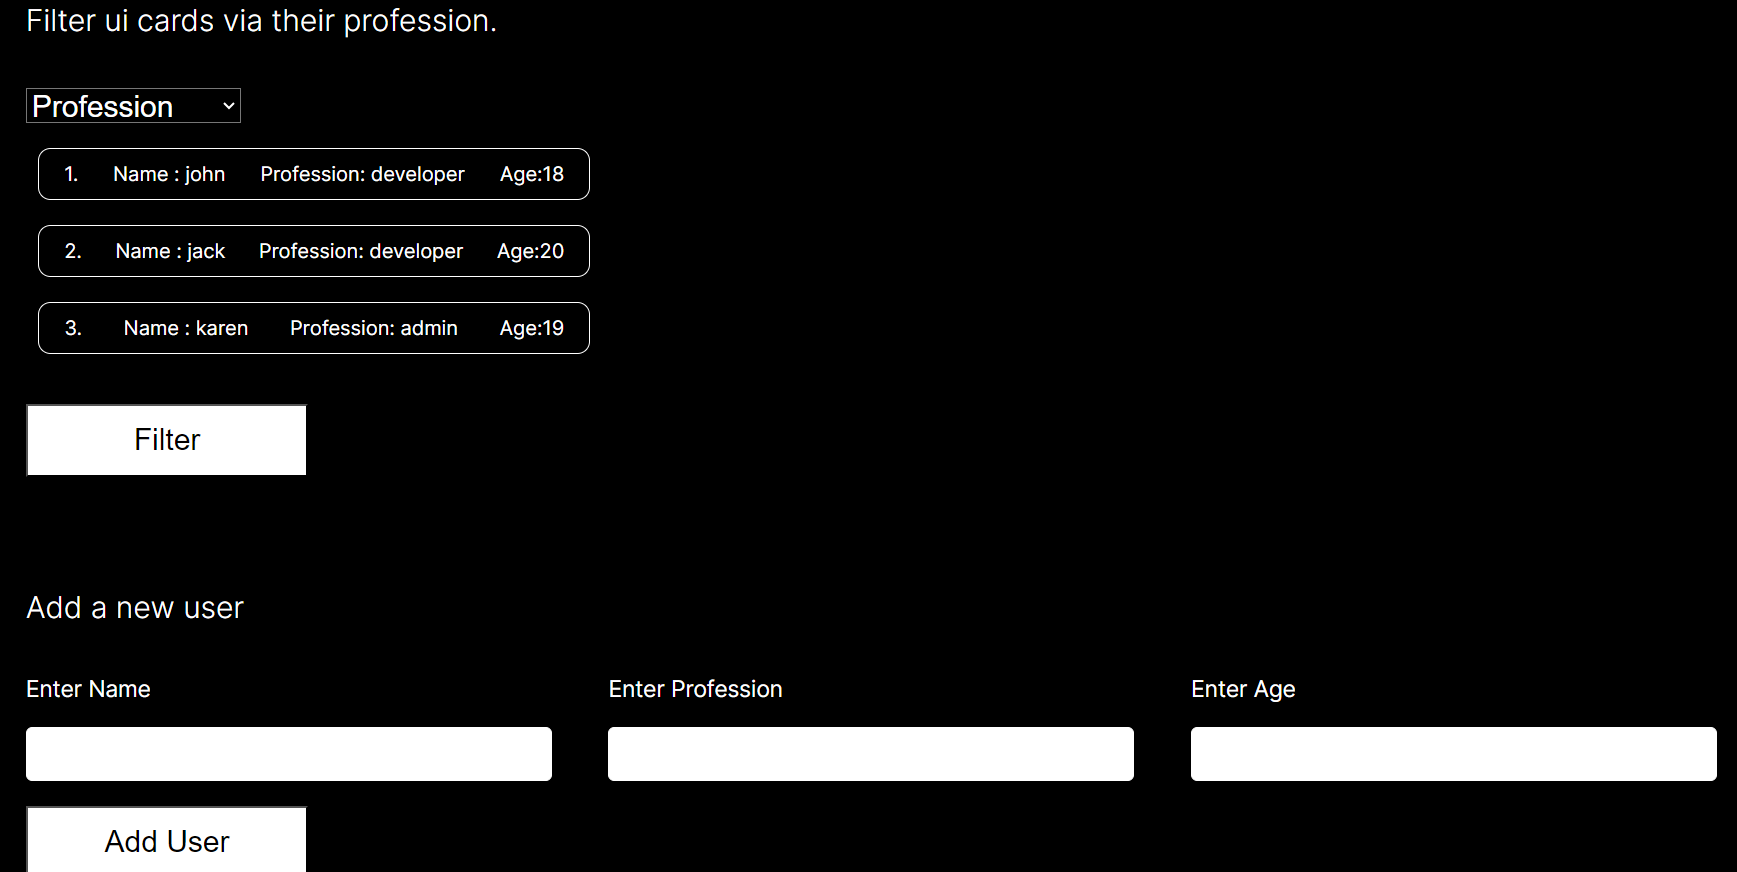 Filter ui cards via their profession.
Profession
1. Name : john Profession: developer Age:18
2. Name : jack Profession: developer Age:20
3. Name : karen Profession: admin Age:19
Filter
Add a new user
Enter Name Enter Profession Enter Age
Add User